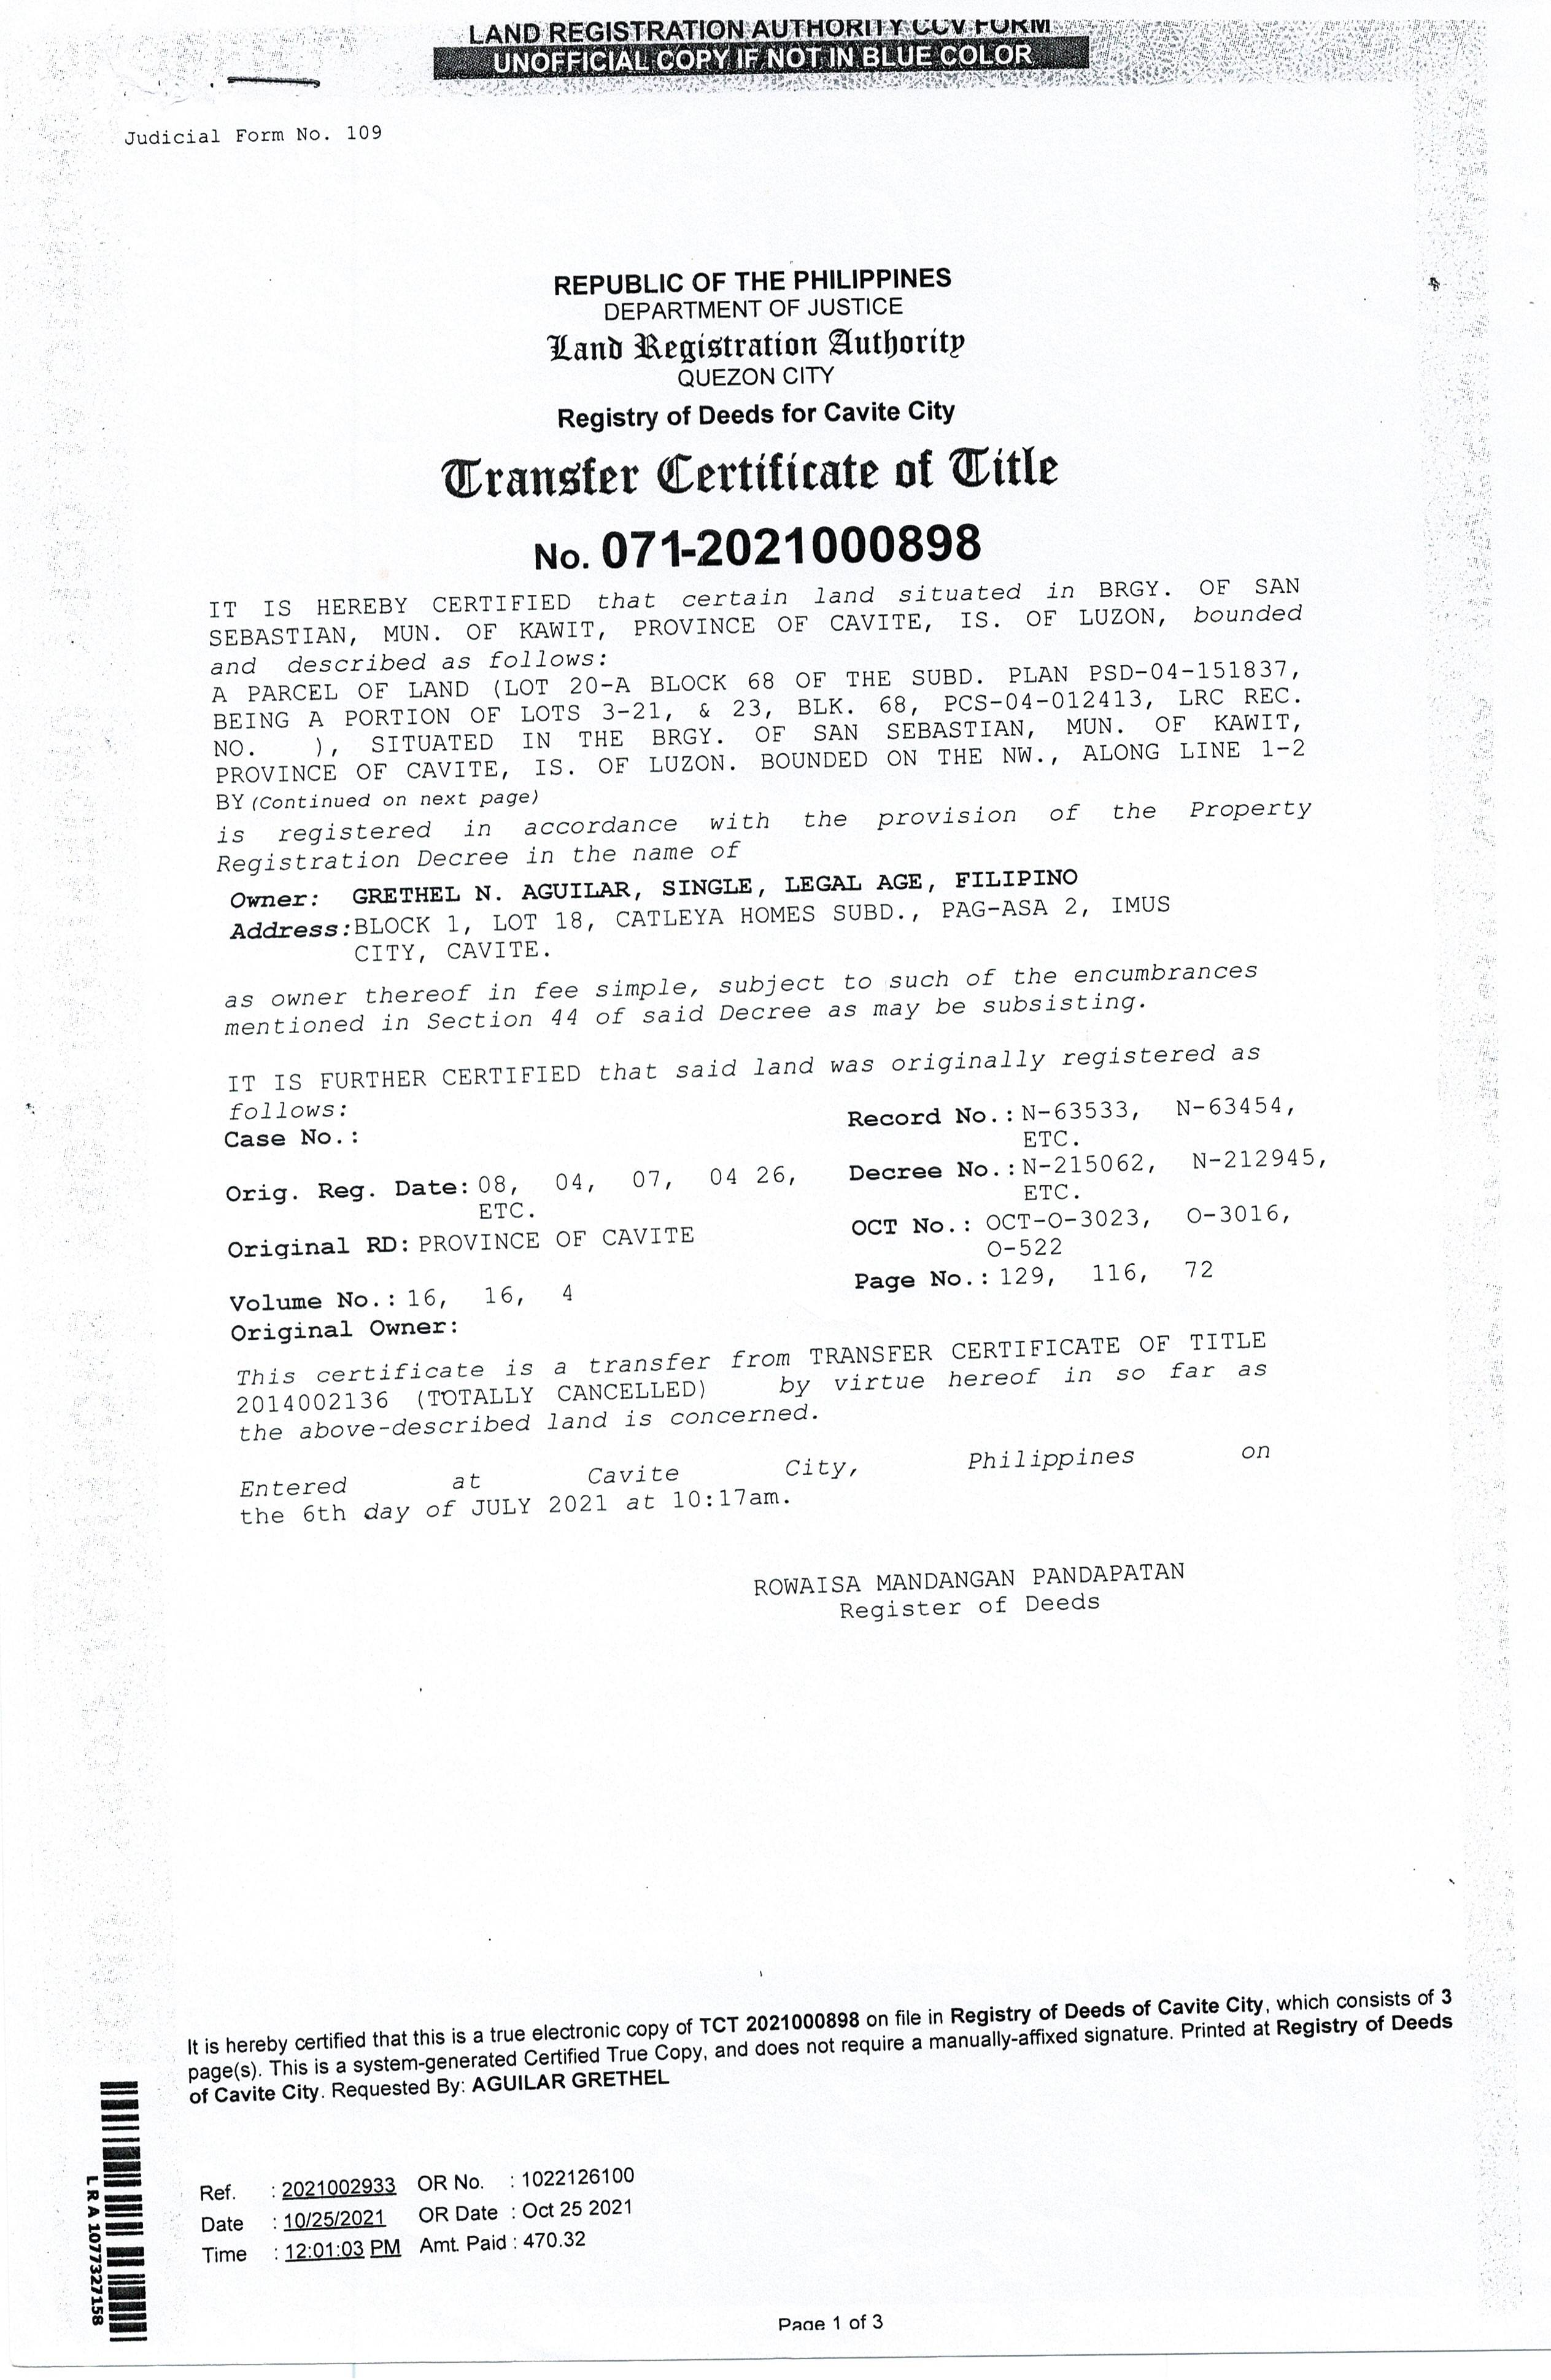 LAND REGISTRATION AUTHORITY CCV FORM
UNOFFICIAL COPY IF NOT IN BLUE COLOR
Judicial Form No. 109
REPUBLIC OF THE PHILIPPINES
DEPARTMENT OF JUSTICE
Land Registration Authority
QUEZON CITY
Registry of Deeds for Cavite City
Transfer Certificate of Title
No. 071-2021000898
IT IS HEREBY CERTIFIED that certain land situated in BRGY. OF SAN
SEBASTIAN, MUN. OF KAWIT, PROVINCE OF CAVITE, IS. OF LUZON, bounded
and described as follows:
A PARCEL OF LAND (LOT 20-A BLOCK 68 OF THE SUBD. PLAN PSD-04-151837,
BEING A PORTION OF LOTS 3-21, & 23, BLK. 68, PCS-04-012413, LRC REC.
NO. ), SITUATED IN THE BRGY. OF SAN SEBASTIAN, MUN. OF KAWIT,
PROVINCE OF CAVITE, IS. OF LUZON. BOUNDED ON THE NW., ALONG LINE 1-2
BY (Continued on next page)
is registered in accordance with the provision of the Property
Registration Decree in the name of
Owner: GRETHEL N. AGUILAR, SINGLE, LEGAL AGE, FILIPINO
Address: BLOCK 1, LOT 18, CATLEYA HOMES SUBD., PAG-ASA 2, IMUS
CITY, CAVITE.
as owner thereof in fee simple, subject to such of the encumbrances
mentioned in Section 44 of said Decree as may be subsisting.
IT IS FURTHER CERTIFIED that said land was originally registered as
follows:
Case No.:
Record No.: N-63533, N-63454,
ETC.
Orig. Reg. Date: 08, 04, 07, 04 26,
ETC.
Decree No.: N-215062, N-212945,
ETC.
Original RD: PROVINCE OF CAVITE
OCT No.: OCT-O-3023, O-3016,
O-522
Volume No.: 16, 16, 4
Page No.: 129, 116, 72
Original Owner:
This certificate is a transfer from TRANSFER CERTIFICATE OF TITLE
2014002136 (TOTALLY CANCELLED) by virtue hereof in so far as
the above-described land is concerned.
Entered at Cavite City, Philippines on
the 6th day of JULY 2021 at 10:17am.
ROWAISA MANDANGAN PANDAPATAN
Register of Deeds
It is hereby certified that this is a true electronic copy of TCT 2021000898 on file in Registry of Deeds of Cavite City, which consists of 3
page(s). This is a system-generated Certified True Copy, and does not require a manually-affixed signature. Printed at Registry of Deeds
of Cavite City. Requested By: AGUILAR GRETHEL
Ref. : 2021002933 OR No. : 1022126100
Date : 10/25/2021 OR Date : Oct 25 2021
Time : 12:01:03 PM Amt. Paid : 470.32
LRA 1077327158
Page 1 of 3